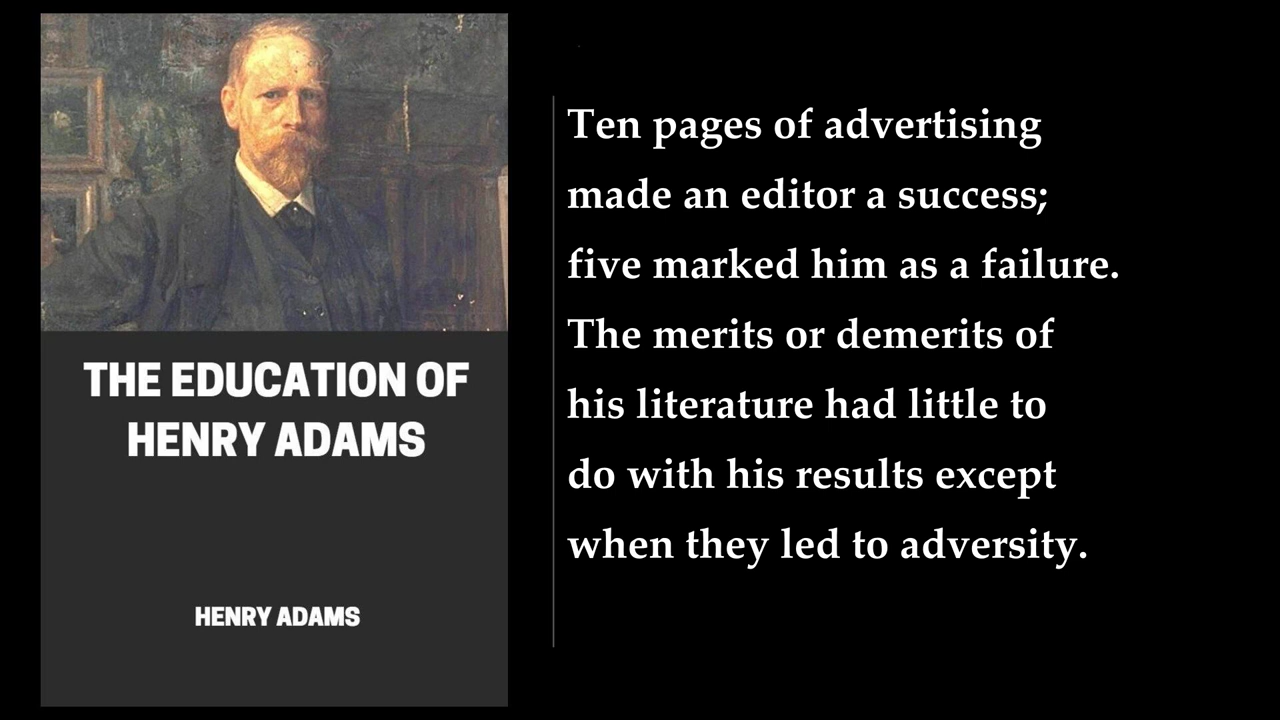 THE EDUCATION OF
HENRY ADAMS
HENRY ADAMS
Ten pages of advertising
made an editor a success;
five marked him as a failure.
The merits or demerits of
his literature had little to
do with his results except
when they led to adversity.